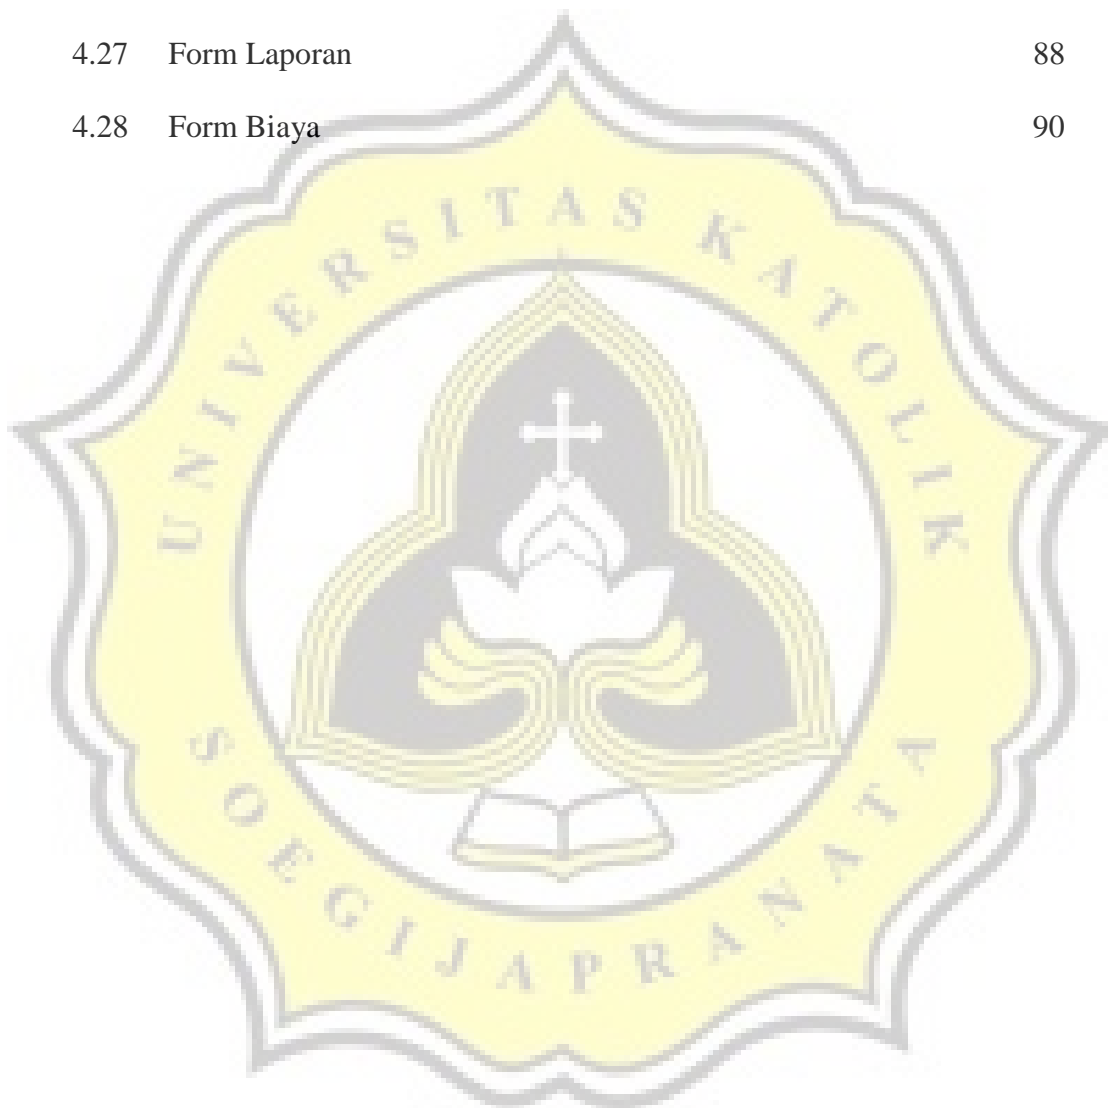 4.27 Form Laporan 88
4.28 Form Biaya 90
UNIVERSITAS KATOLIK
SOEGIJAPRANATA